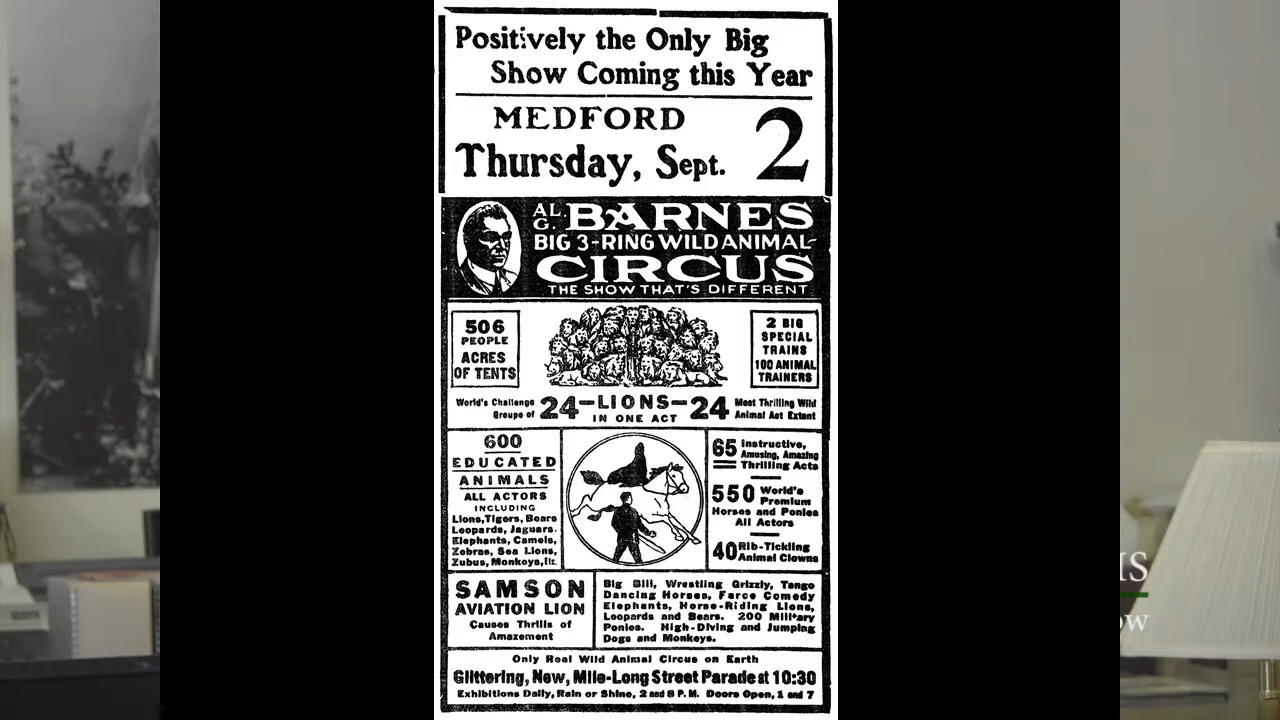 Positively the Only Big
Show Coming this Year
MEDFORD
Thursday, Sept. 2
AL. G. BARNES
BIG 3-RING WILD ANIMAL
CIRCUS
THE SHOW THAT'S DIFFERENT
506
PEOPLE
ACRES
OF TENTS
2 BIG
SPECIAL
TRAINS
100 ANIMAL
TRAINERS
World's Challenge
Groups of
24-LIONS-24
IN ONE ACT
Most Thrilling Wild
Animal Act Extant
600
EDUCATED
ANIMALS
ALL ACTORS
INCLUDING
Lions, Tigers, Bears
Leopards, Jaguars.
Elephants, Camels,
Zebras, Sea Lions,
Zubus, Monkeys, Etc.
65 Instructive,
Amusing, Amazing
Thrilling Acts
550 World's
Premium
Horses and Ponies
All Actors
40 Rib-Tickling
Animal Clowns
SAMSON
AVIATION LION
Causes Thrills of
Amazement
Big Bill, Wrestling Grizzly, Tango
Dancing Horses, Farce Comedy
Elephants, Horse-Riding Lions,
Leopards and Bears. 200 Military
Ponies. High-Diving and Jumping
Dogs and Monkeys.
Only Real Wild Animal Circus on Earth
Glittering, New, Mile-Long Street Parade at 10:30
Exhibitions Daily, Rain or Shine, 2 and 8 P.M. Doors Open, 1 and 7